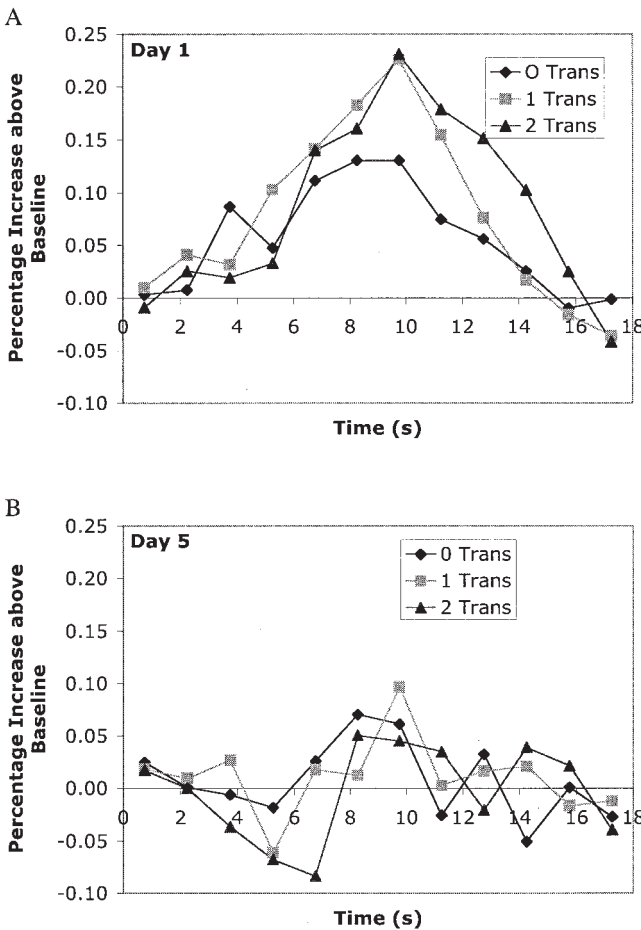 A
Day 1
0.25
0.20
0.15
0.10
0.05
0.00
-0.05
-0.10
0 2 4 6 8 10 12 14 16 18
Percentage Increase above
Baseline
Time (s)
O Trans
1 Trans
2 Trans
B
Day 5
0.25
0.20
0.15
0.10
0.05
0.00
-0.05
-0.10
0 2 4 6 8 10 12 14 16 18
Percentage Increase above
Baseline
Time (s)
0 Trans
1 Trans
2 Trans